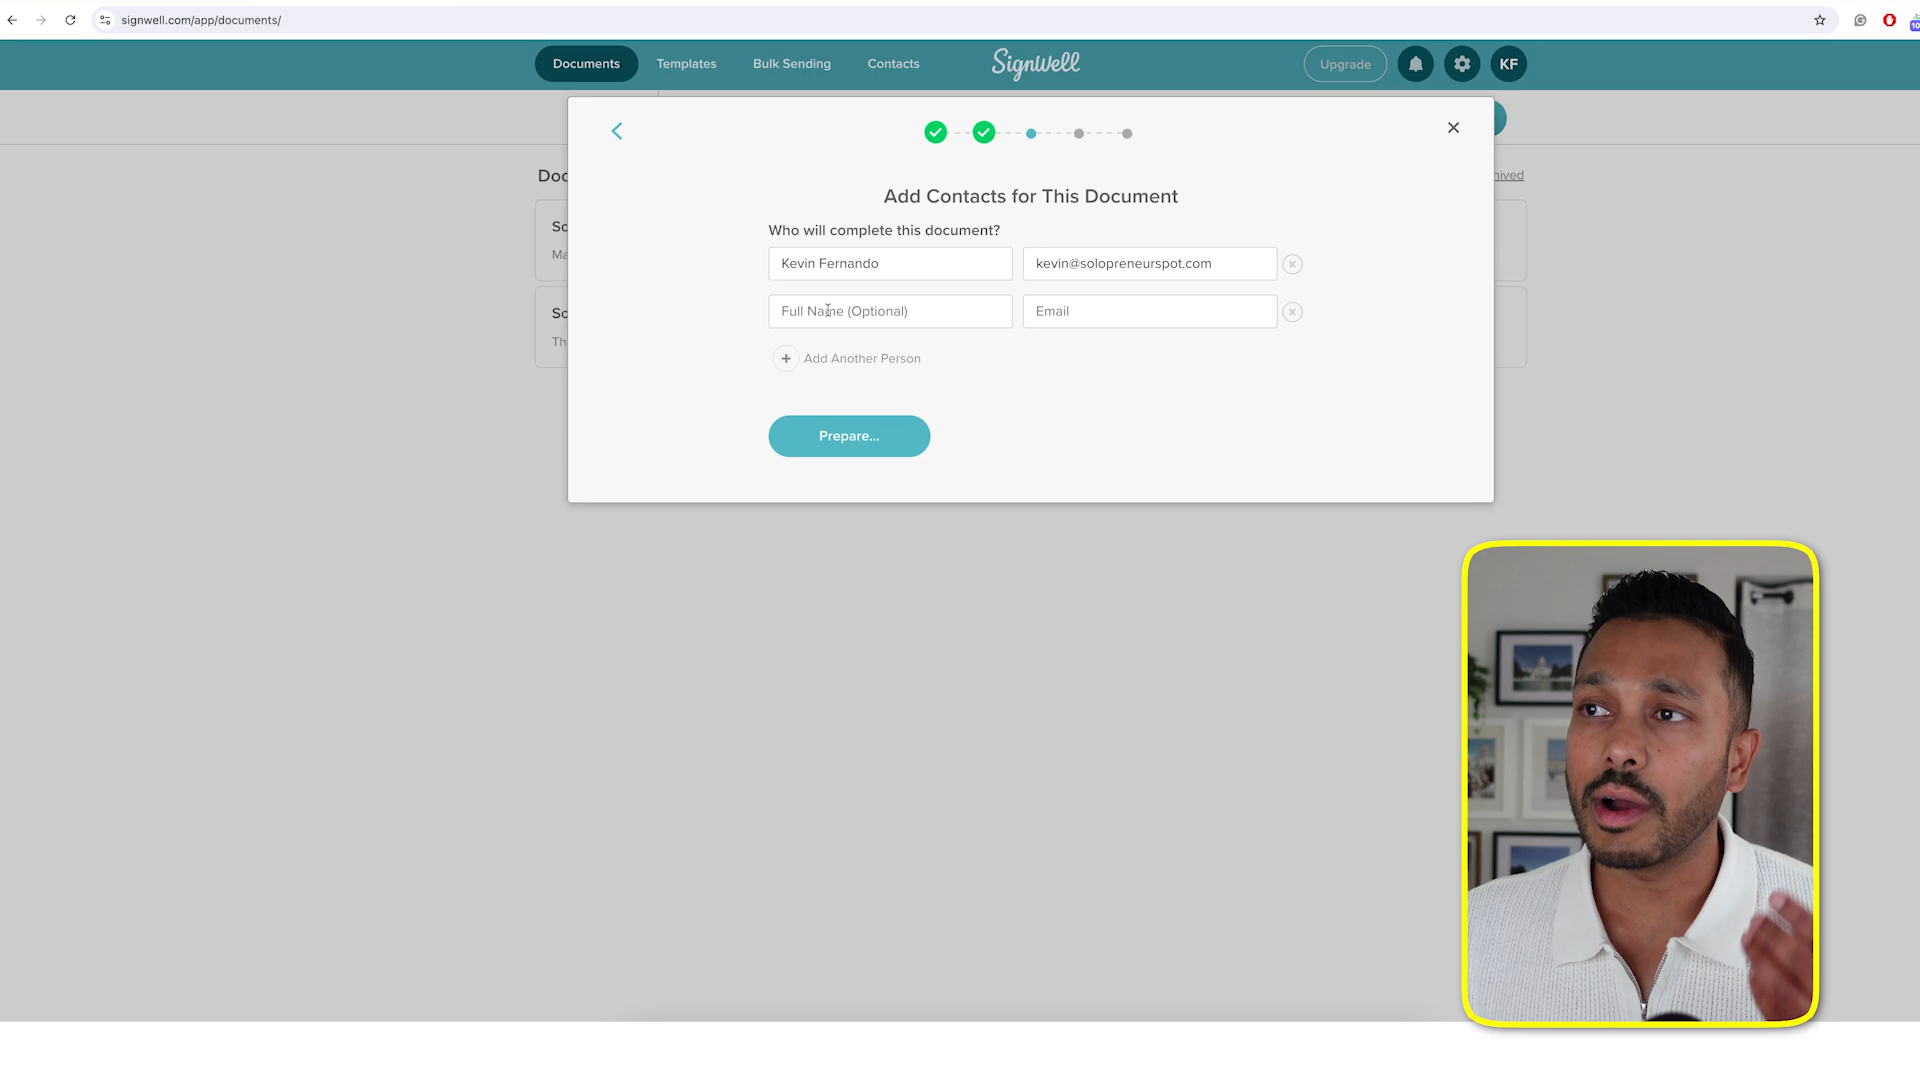 signwell.com/app/documents/
Documents
Templates
Bulk Sending
Contacts
SignWell
Upgrade
KF
Add Contacts for This Document
Who will complete this document?
Kevin Fernando
kevin@solopreneurspot.com
Full Name (Optional)
Email
+ Add Another Person
Prepare...